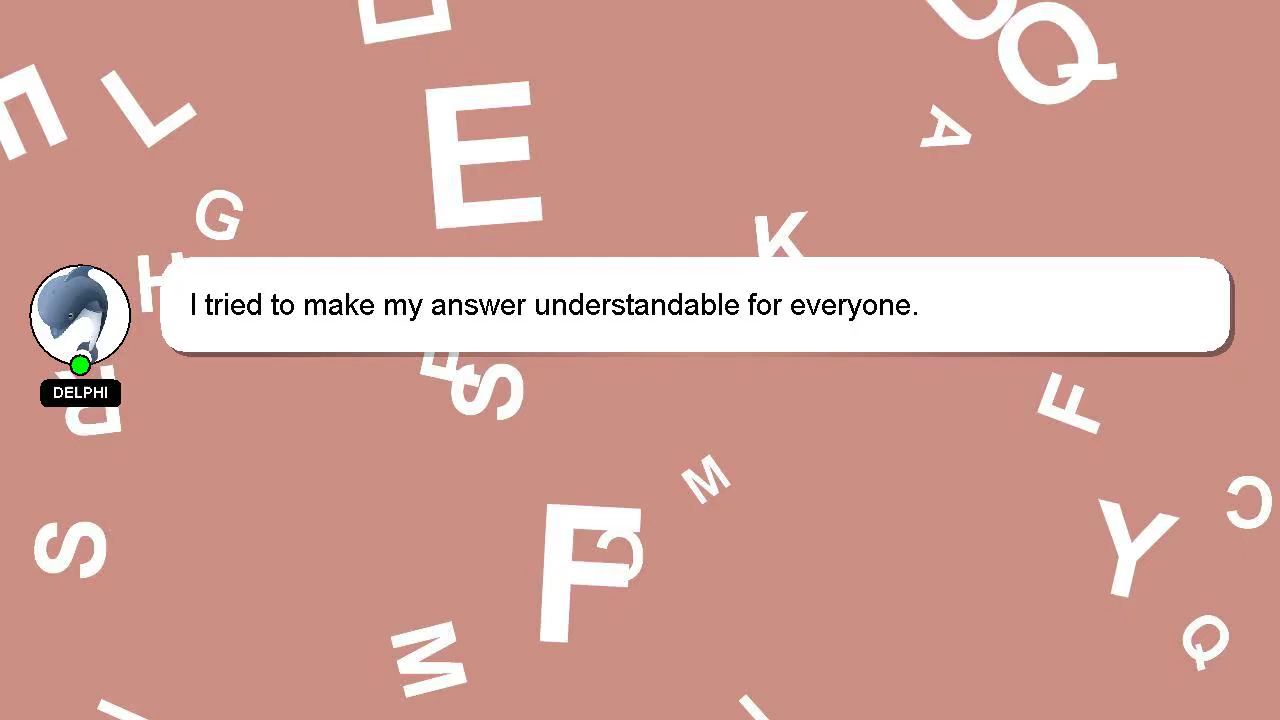 I tried to make my answer understandable for everyone.
DELPHI
E
L
G
H
E
Q
A
K
R
S
F
F
M
S
F
C
Y
C
M
Q